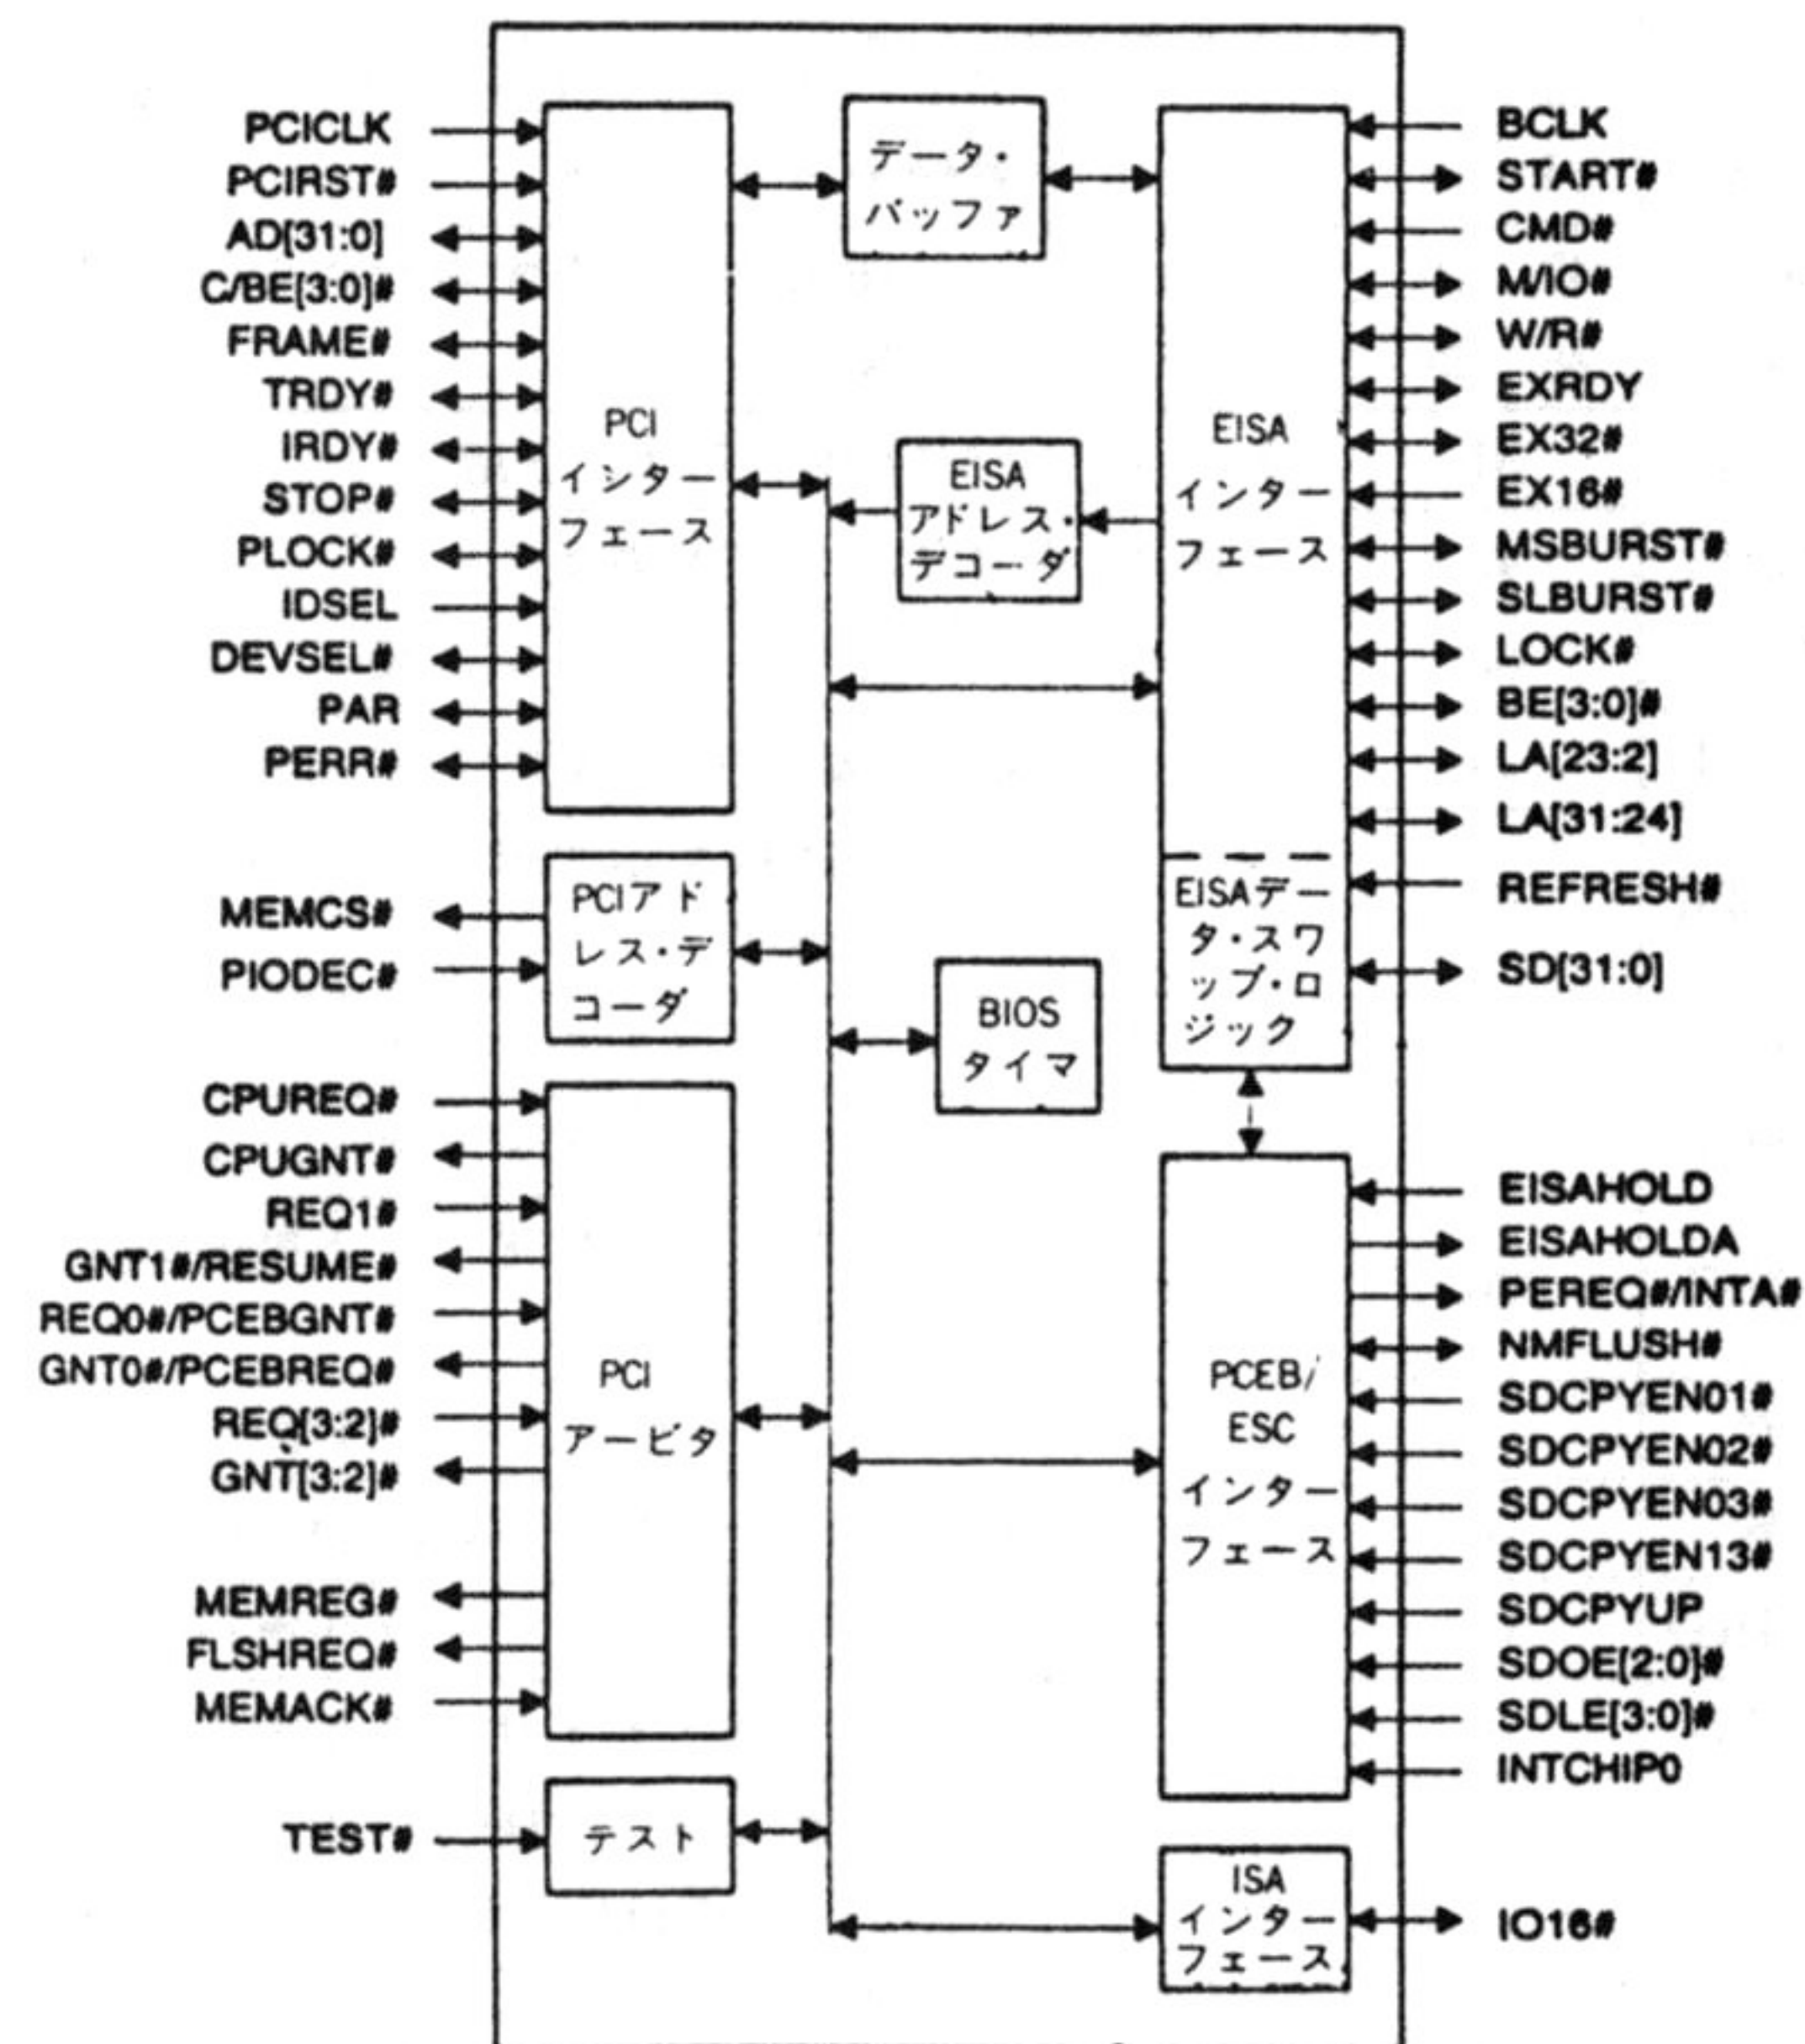 PCICLK
PCIRST#
AD[31:0]
C/BE[3:0]#
FRAME#
TRDY#
IRDY#
STOP#
PLOCK#
IDSEL
DEVSEL#
PAR
PERR#
MEMCS#
PIODEC#
CPUREQ#
CPUGNT#
REQ1#
GNT1#/RESUME#
REQ0#/PCEBGNT#
GNT0#/PCEBREQ#
REQ[3:2]#
GNT[3:2]#
MEMREG#
FLSHREQ#
MEMACK#
TEST#
PCI
インター
フェース
PCIアド
レス・デ
コーダ
PCI
アービタ
テスト
データ・
バッファ
EISA
アドレス・
デコーダ
BIOS
タイマ
EISA
インター
フェース
EISAデー
タ・スワ
ップ・ロ
ジック
PCEB/
ESC
インター
フェース
ISA
インター
フェース
BCLK
START#
CMD#
M/IO#
W/R#
EXRDY
EX32#
EX16#
MSBURST#
SLBURST#
LOCK#
BE[3:0]#
LA[23:2]
LA[31:24]
REFRESH#
SD[31:0]
EISAHOLD
EISAHOLDA
PEREQ#/INTA#
NMFLUSH#
SDCPYEN01#
SDCPYEN02#
SDCPYEN03#
SDCPYEN13#
SDCPYUP
SDOE[2:0]#
SDLE[3:0]#
INTCHIP0
IO16#